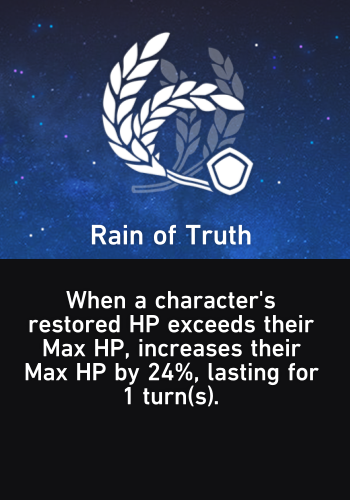 Rain of Truth
When a character's
restored HP exceeds their
Max HP, increases their
Max HP by 24%, lasting for
1 turn(s).